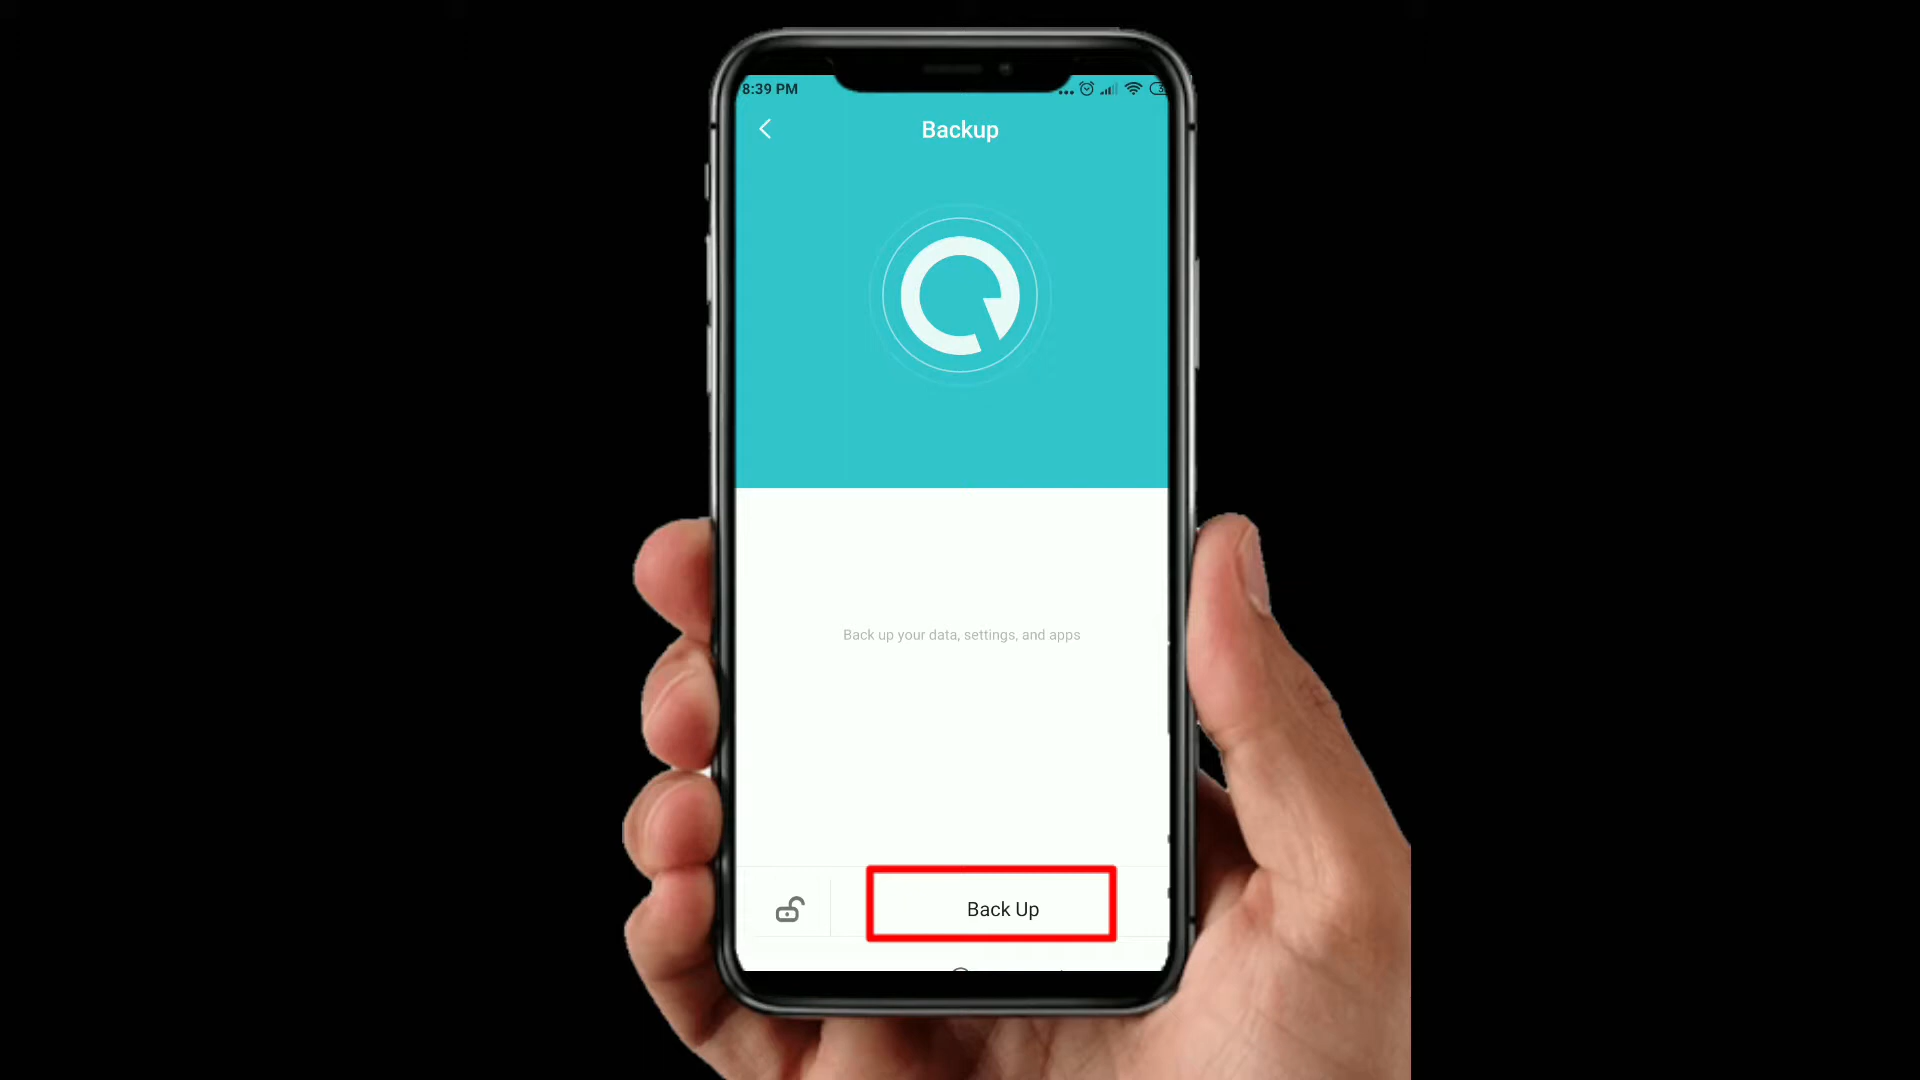 8:39 PM
Backup
Back up your data, settings, and apps
Back Up